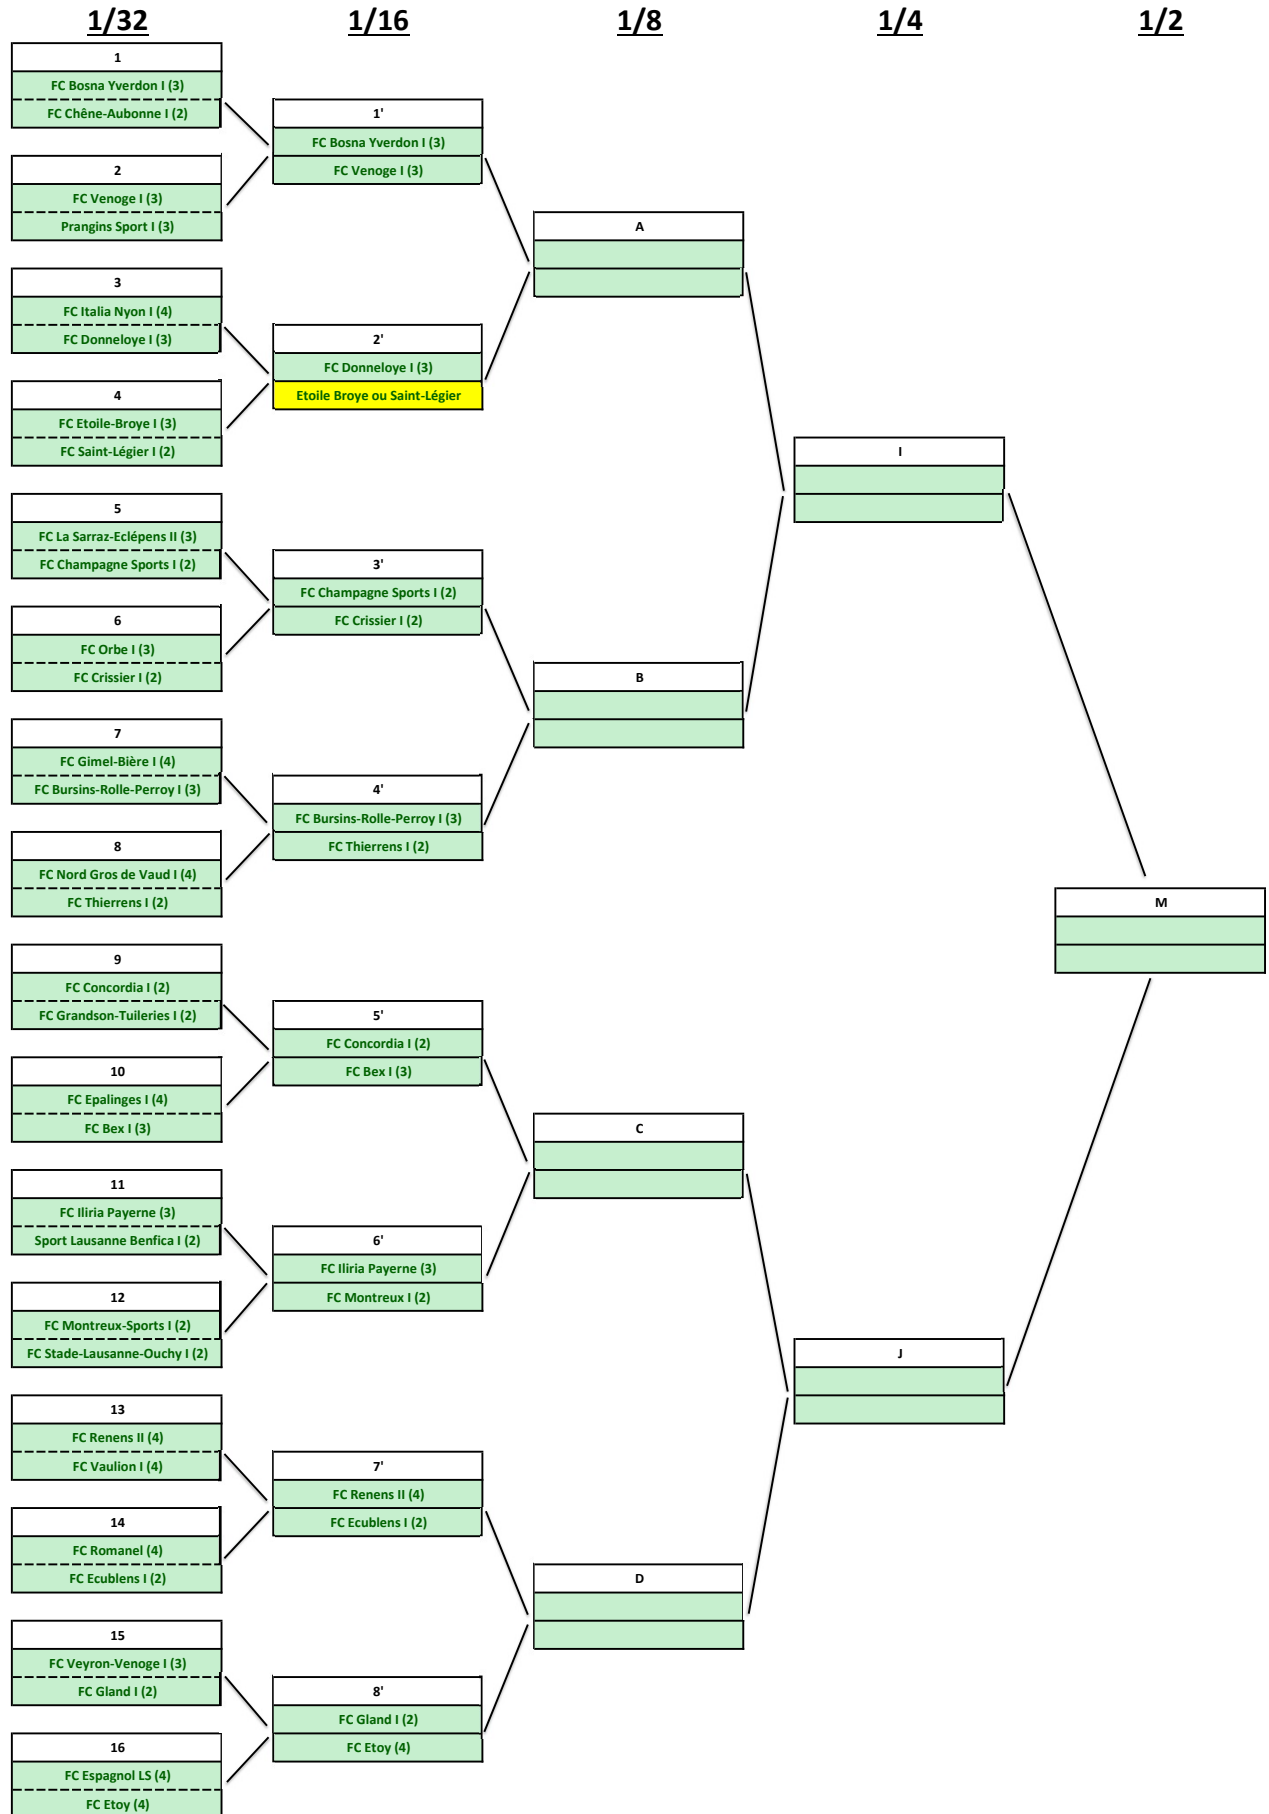 1/32
1/16
1/8
1/4
1/2
1
FC Bosna Yverdon I (3)
FC Chêne-Aubonne I (2)
2
FC Venoge I (3)
Prangins Sport I (3)
3
FC Italia Nyon I (4)
FC Donneloye I (3)
4
FC Etoile-Broye I (3)
FC Saint-Légier I (2)
5
FC La Sarraz-Eclépens II (3)
FC Champagne Sports I (2)
6
FC Orbe I (3)
FC Crissier I (2)
7
FC Gimel-Bière I (4)
FC Bursins-Rolle-Perroy I (3)
8
FC Nord Gros de Vaud I (4)
FC Thierrens I (2)
9
FC Concordia I (2)
FC Grandson-Tuileries I (2)
10
FC Epalinges I (4)
FC Bex I (3)
11
FC Iliria Payerne (3)
Sport Lausanne Benfica I (2)
12
FC Montreux-Sports I (2)
FC Stade-Lausanne-Ouchy I (2)
13
FC Renens II (4)
FC Vaulion I (4)
14
FC Romanel (4)
FC Ecublens I (2)
15
FC Veyron-Venoge I (3)
FC Gland I (2)
16
FC Espagnol LS (4)
FC Etoy (4)
1'
FC Bosna Yverdon I (3)
FC Venoge I (3)
2'
FC Donneloye I (3)
Etoile Broye ou Saint-Légier
3'
FC Champagne Sports I (2)
FC Crissier I (2)
4'
FC Bursins-Rolle-Perroy I (3)
FC Thierrens I (2)
5'
FC Concordia I (2)
FC Bex I (3)
6'
FC Iliria Payerne (3)
FC Montreux I (2)
7'
FC Renens II (4)
FC Ecublens I (2)
8'
FC Gland I (2)
FC Etoy (4)
A
B
C
D
I
J
M